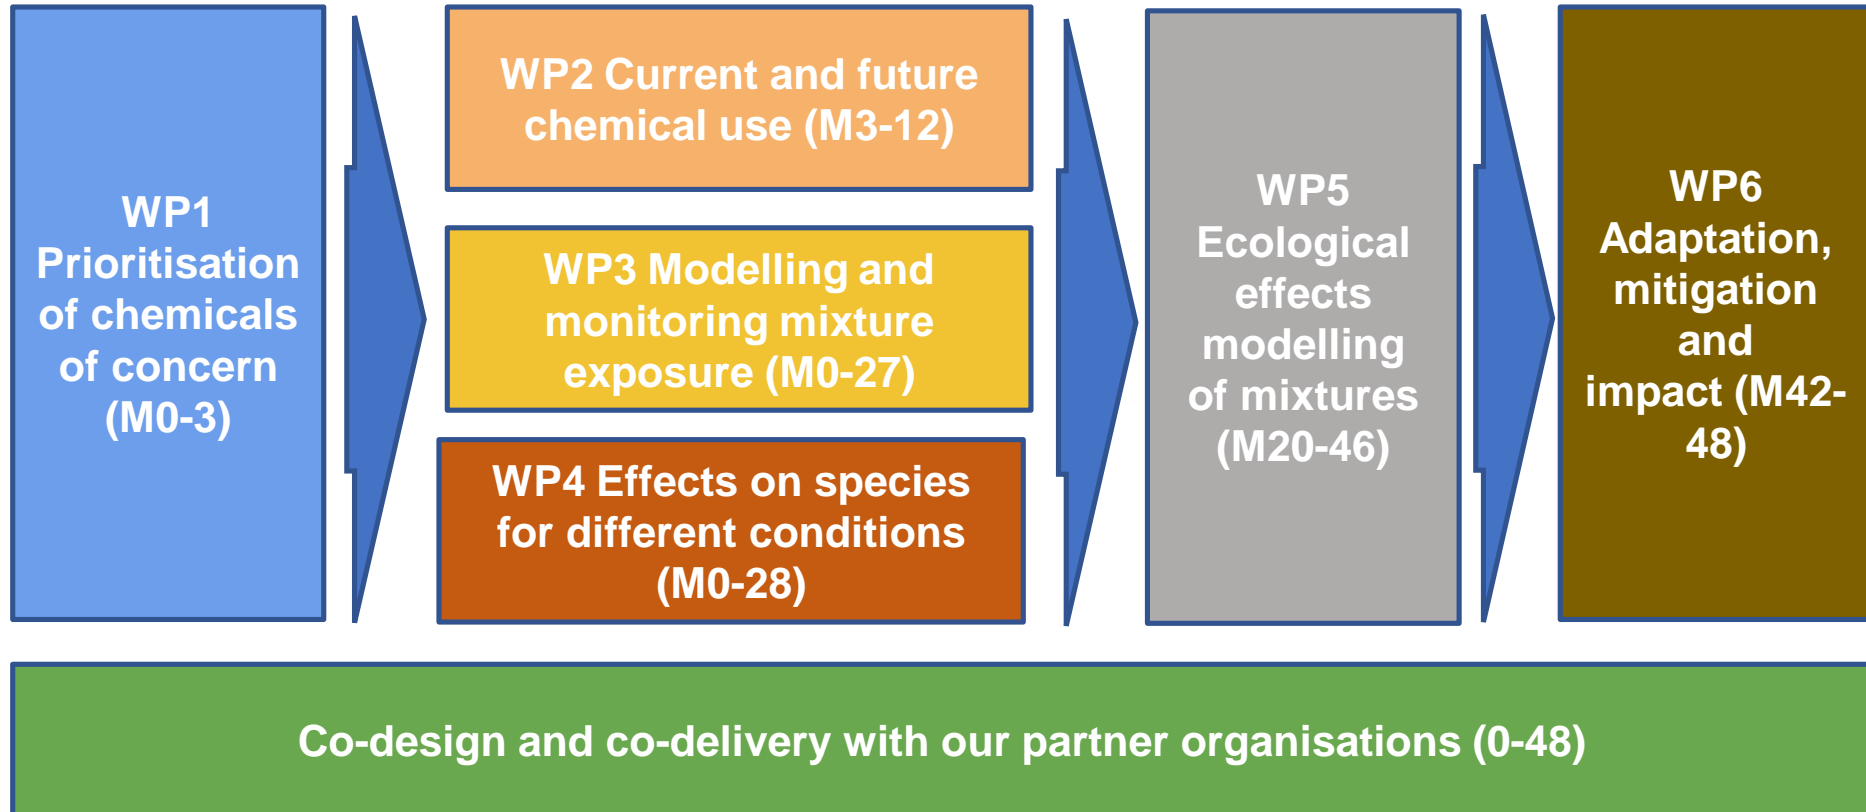 WP1
Prioritisation
of chemicals
of concern
(M0-3)
WP2 Current and future
chemical use (M3-12)
WP3 Modelling and
monitoring mixture
exposure (M0-27)
WP4 Effects on species
for different conditions
(M0-28)
WP5
Ecological
effects
modelling
of mixtures
(M20-46)
WP6
Adaptation,
mitigation
and
impact (M42-
48)
Co-design and co-delivery with our partner organisations (0-48)